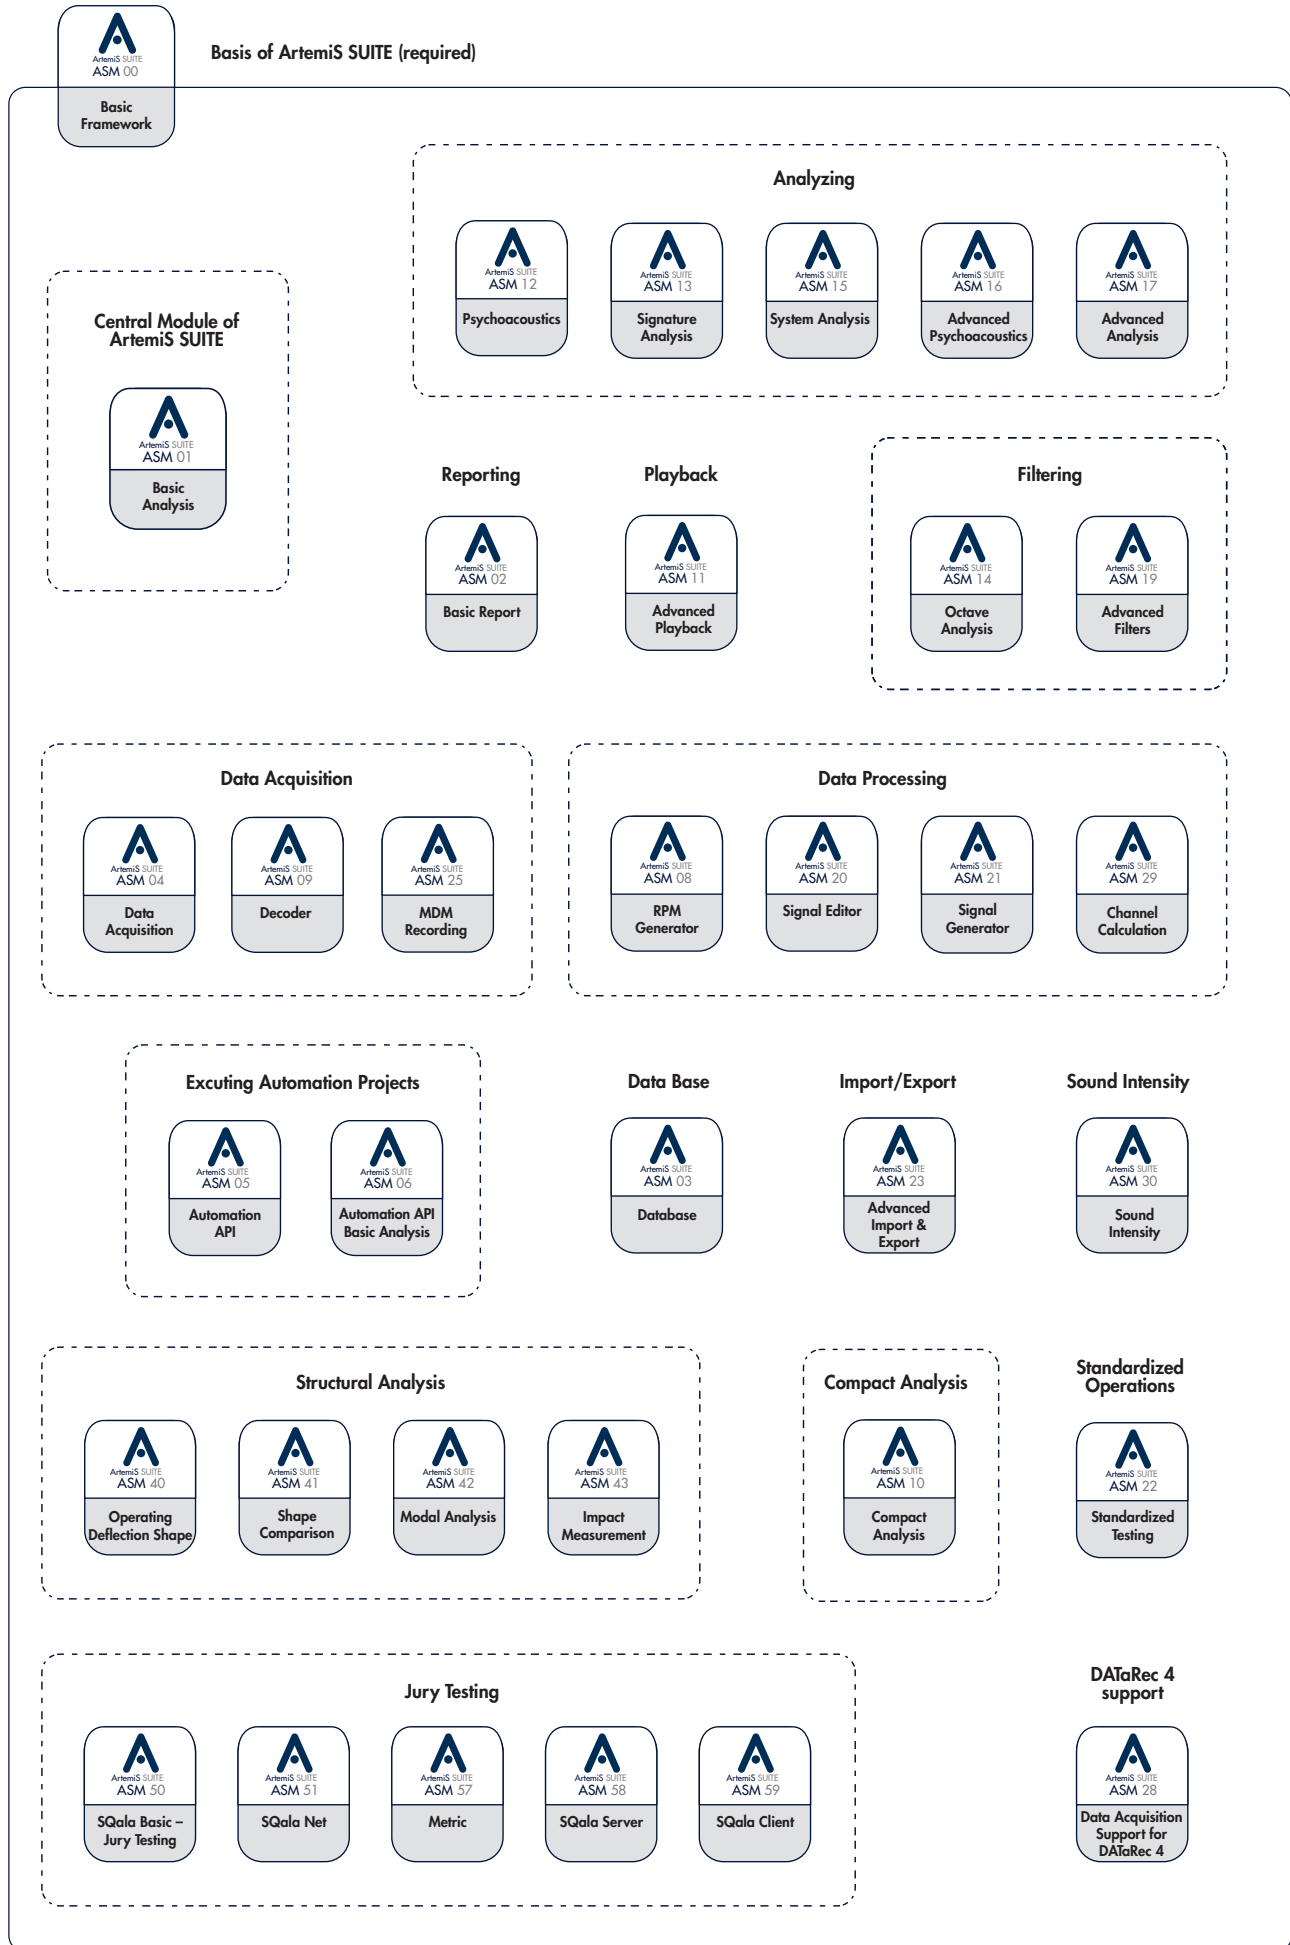 ArtemiS SUITE
ASM 00
Basic
Framework
Basis of ArtemiS SUITE (required)
Central Module of
ArtemiS SUITE
ArtemiS SUITE
ASM 01
Basic
Analysis
Analyzing
ArtemiS SUITE
ASM 12
Psychoacoustics
ArtemiS SUITE
ASM 13
Signature
Analysis
ArtemiS SUITE
ASM 15
System Analysis
ArtemiS SUITE
ASM 16
Advanced
Psychoacoustics
ArtemiS SUITE
ASM 17
Advanced
Analysis
Reporting
ArtemiS SUITE
ASM 02
Basic Report
Playback
ArtemiS SUITE
ASM 11
Advanced
Playback
Filtering
ArtemiS SUITE
ASM 14
Octave
Analysis
ArtemiS SUITE
ASM 19
Advanced
Filters
Data Acquisition
ArtemiS SUITE
ASM 04
Data
Acquisition
ArtemiS SUITE
ASM 09
Decoder
ArtemiS SUITE
ASM 25
MDM
Recording
Data Processing
ArtemiS SUITE
ASM 08
RPM
Generator
ArtemiS SUITE
ASM 20
Signal Editor
ArtemiS SUITE
ASM 21
Signal
Generator
ArtemiS SUITE
ASM 29
Channel
Calculation
Excuting Automation Projects
ArtemiS SUITE
ASM 05
Automation
API
ArtemiS SUITE
ASM 06
Automation API
Basic Analysis
Data Base
ArtemiS SUITE
ASM 03
Database
Import/Export
ArtemiS SUITE
ASM 23
Advanced
Import &
Export
Sound Intensity
ArtemiS SUITE
ASM 30
Sound
Intensity
Structural Analysis
ArtemiS SUITE
ASM 40
Operating
Deflection Shape
ArtemiS SUITE
ASM 41
Shape
Comparison
ArtemiS SUITE
ASM 42
Modal Analysis
ArtemiS SUITE
ASM 43
Impact
Measurement
Compact Analysis
ArtemiS SUITE
ASM 10
Compact
Analysis
Standardized
Operations
ArtemiS SUITE
ASM 22
Standardized
Testing
Jury Testing
ArtemiS SUITE
ASM 50
SQala Basic –
Jury Testing
ArtemiS SUITE
ASM 51
SQala Net
ArtemiS SUITE
ASM 57
Metric
ArtemiS SUITE
ASM 58
SQala Server
ArtemiS SUITE
ASM 59
SQala Client
DATaRec 4
support
ArtemiS SUITE
ASM 28
Data Acquisition
Support for
DATaRec 4